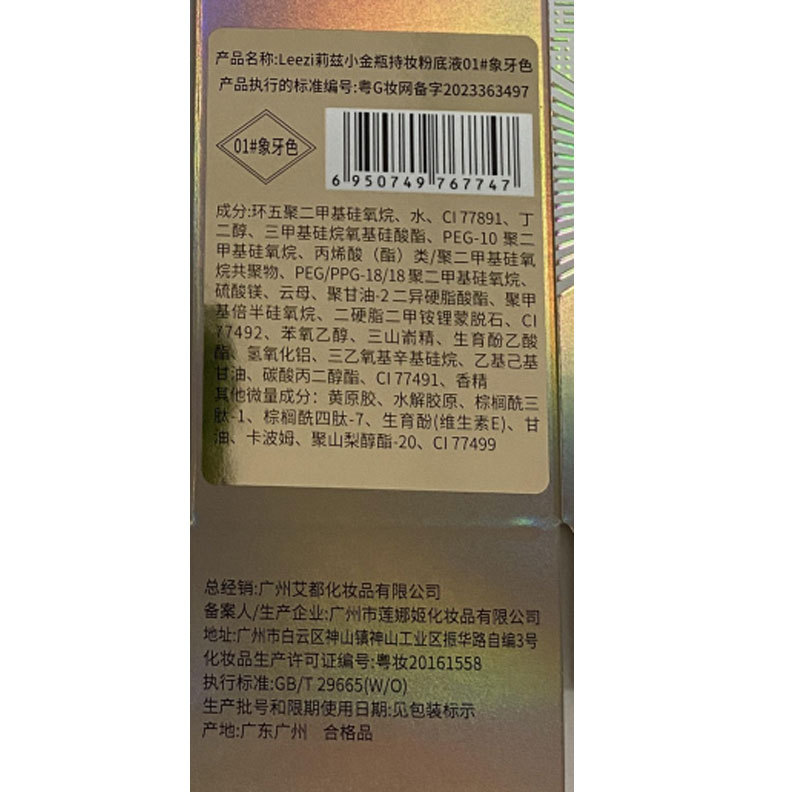 产品名称:Leezi莉兹小金瓶持妆粉底液01#象牙色
产品执行的标准编号:粤G妆网备字2023363497
01#象牙色
6 950749 767747
成分:环五聚二甲基硅氧烷、水、CI 77891、丁
二醇、三甲基硅烷氧基硅酸酯、PEG-10 聚二
甲基硅氧烷、丙烯酸（酯）类/聚二甲基硅氧
烷共聚物、PEG/PPG-18/18 聚二甲基硅氧烷、
硫酸镁、云母、聚甘油-2 二异硬脂酸酯、聚甲
基倍半硅氧烷、二硬脂二甲铵锂蒙脱石、CI
77492、苯氧乙醇、三山嵛精、生育酚乙酸
酯、氢氧化铝、三乙氧基辛基硅烷、乙基己基
甘油、碳酸丙二醇酯、CI 77491、香精
其他微量成分：黄原胶、水解胶原、棕榈酰三
肽-1、棕榈酰四肽-7、生育酚(维生素E)、甘
油、卡波姆、聚山梨醇酯-20、CI 77499
总经销:广州艾都化妆品有限公司
备案人/生产企业:广州市莲娜姬化妆品有限公司
地址:广州市白云区神山镇神山工业区振华路自编3号
化妆品生产许可证编号:粤妆20161558
执行标准:GB/T 29665(W/O)
生产批号和限期使用日期:见包装标示
产地:广东广州 合格品